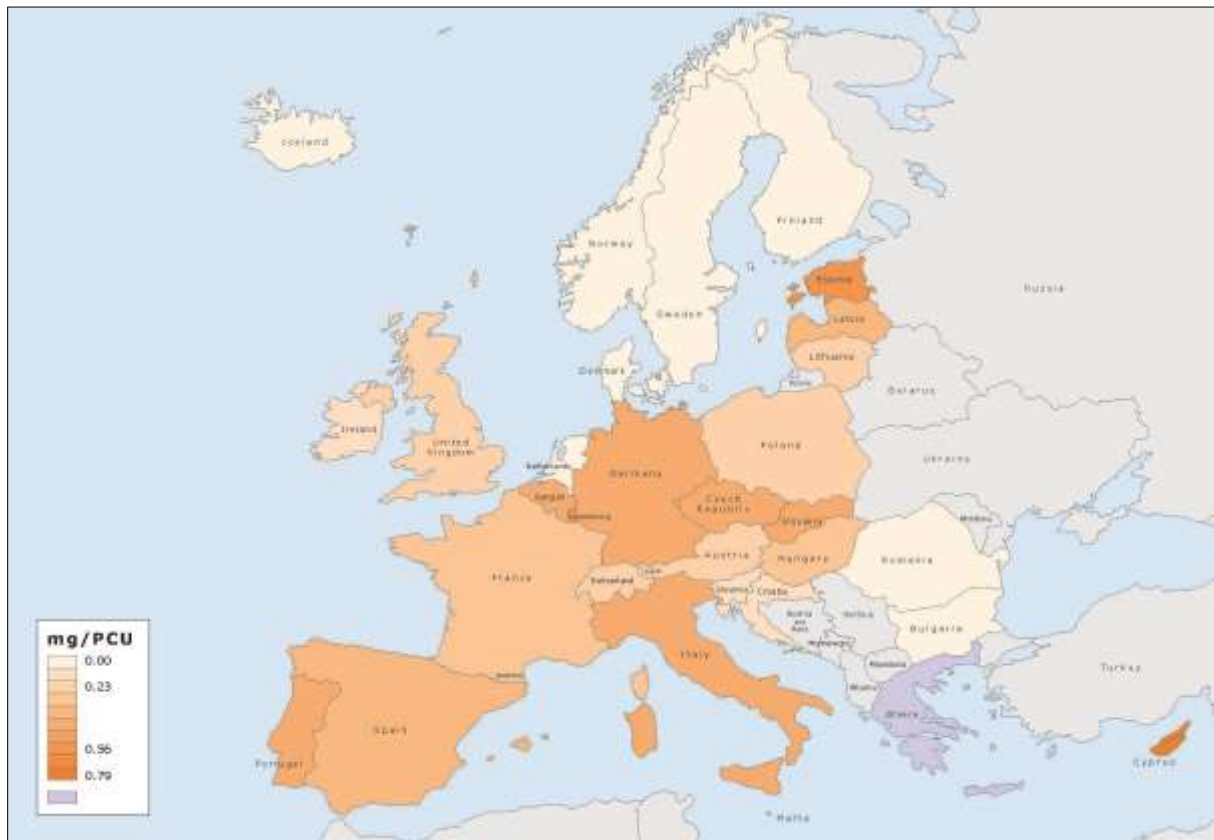 Iceland
Finland
Norway
Sweden
Russia
Estonia
Latvia
Lithuania
Denmark
Belarus
Ireland
United
Kingdom
Poland
Ukraine
Germany
Czech
Republic
Slovakia
France
Austria
Hungary
Switzerland
Slovenia
Croatia
Romania
Italy
Bulgaria
Turkey
Greece
Spain
Portugal
Cyprus
Malta
mg/PCU
0.00
0.23
0.56
0.79